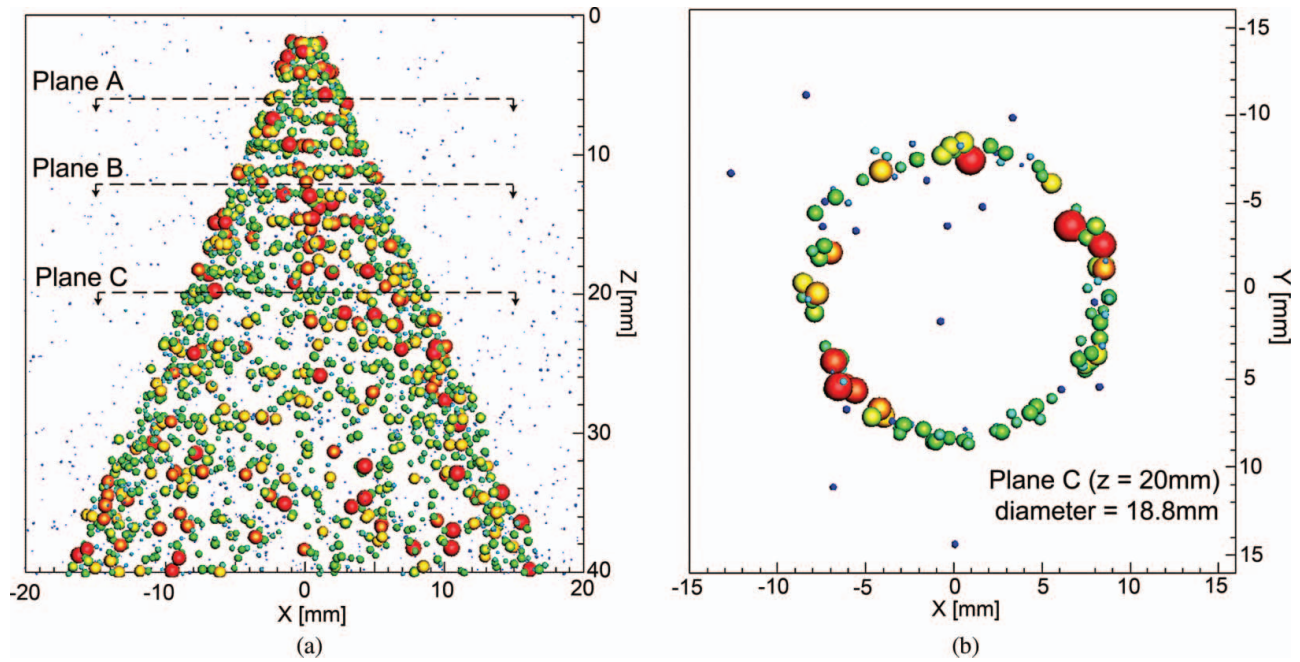 0
Plane A
10
Plane B
Plane C
20
Z [mm]
30
40
-20
-10
0
10
20
X [mm]
(a)
-15
-10
-5
0
Y [mm]
5
10
15
Plane C (z = 20mm)
diameter = 18.8mm
-15
-10
-5
0
5
10
15
X [mm]
(b)